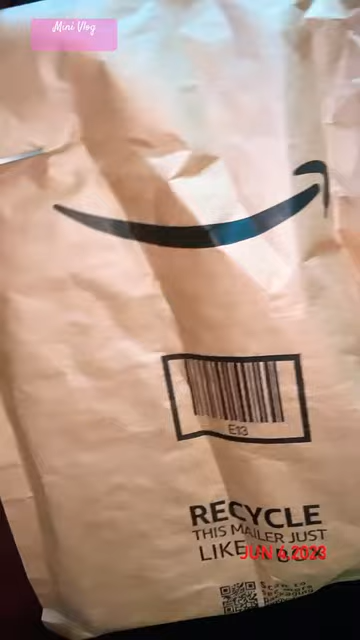 Mini Vlog
E13
RECYCLE
THIS MAILER JUST
LIKE
JUN 6, 2023